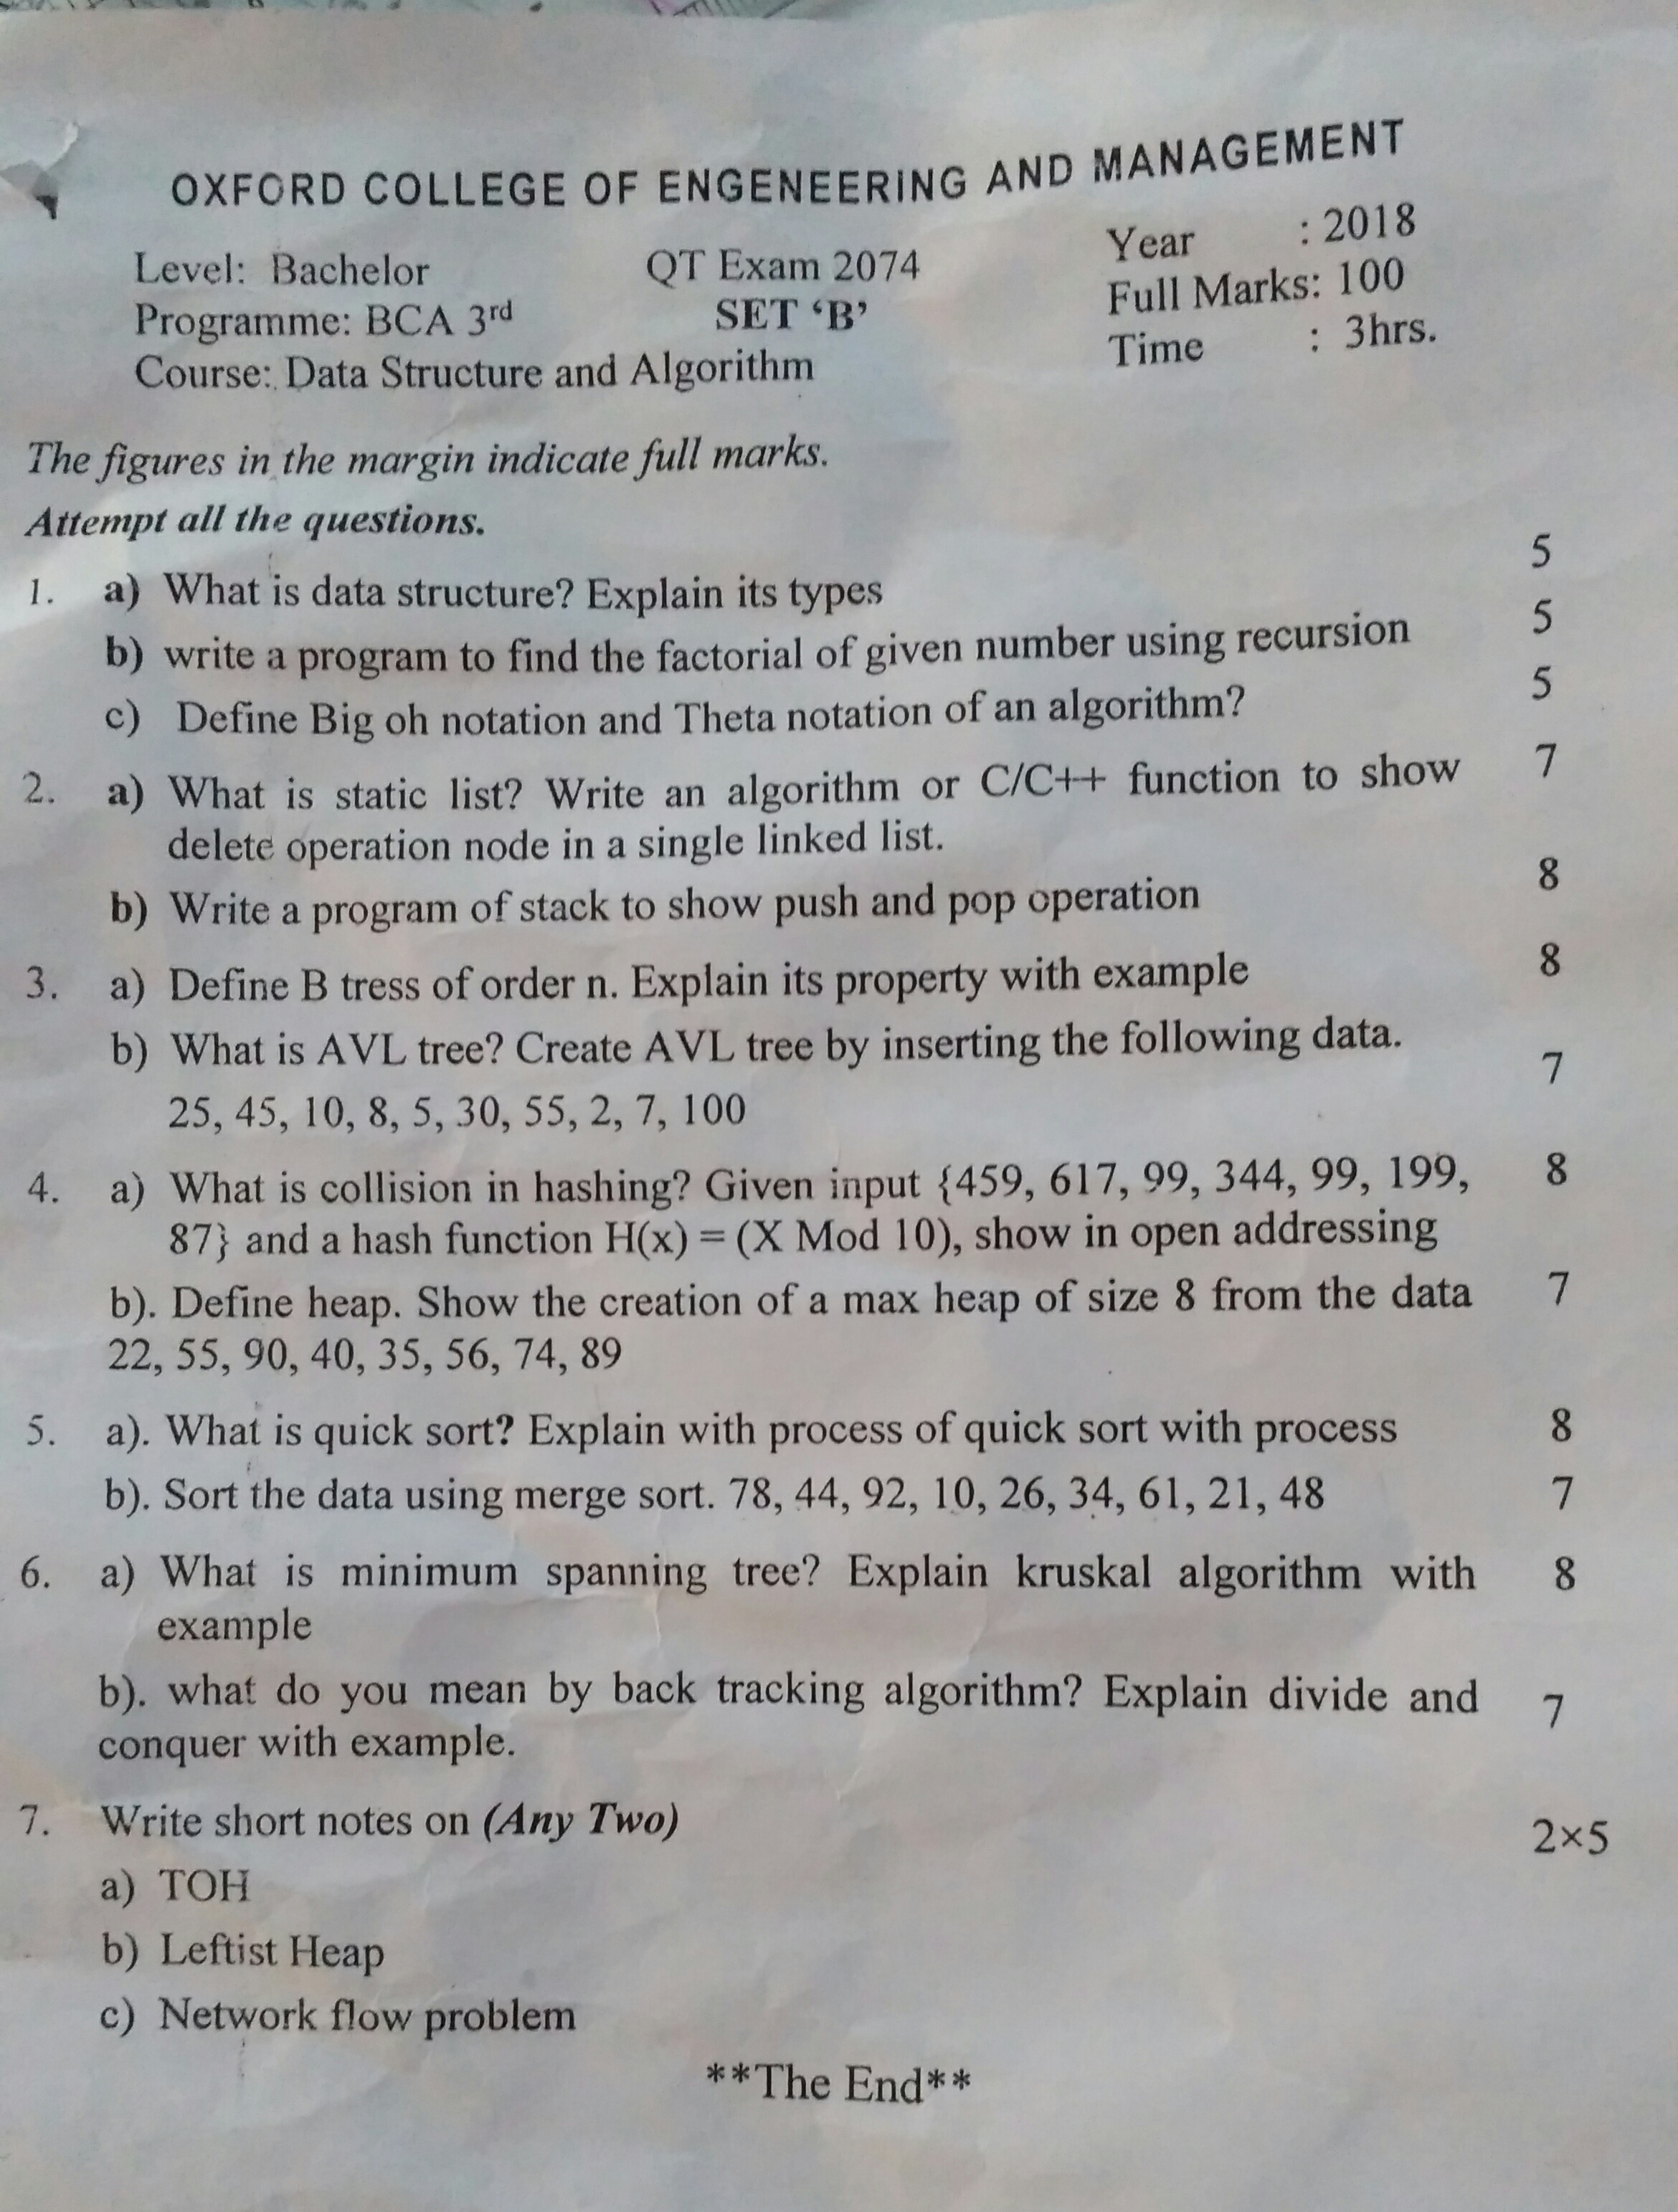 OXFORD COLLEGE OF ENGENEERING AND MANAGEMENT
Level: Bachelor QT Exam 2074 Year : 2018
Programme: BCA 3rd SET ‘B’ Full Marks: 100
Course: Data Structure and Algorithm Time : 3hrs.
The figures in the margin indicate full marks.
Attempt all the questions.
1. a) What is data structure? Explain its types 5
b) write a program to find the factorial of given number using recursion 5
c) Define Big oh notation and Theta notation of an algorithm? 5
2. a) What is static list? Write an algorithm or C/C++ function to show 7
delete operation node in a single linked list.
b) Write a program of stack to show push and pop operation 8
3. a) Define B tress of order n. Explain its property with example 8
b) What is AVL tree? Create AVL tree by inserting the following data. 7
25, 45, 10, 8, 5, 30, 55, 2, 7, 100
4. a) What is collision in hashing? Given input {459, 617, 99, 344, 99, 199, 8
87} and a hash function H(x) = (X Mod 10), show in open addressing
b). Define heap. Show the creation of a max heap of size 8 from the data 7
22, 55, 90, 40, 35, 56, 74, 89
5. a). What is quick sort? Explain with process of quick sort with process 8
b). Sort the data using merge sort. 78, 44, 92, 10, 26, 34, 61, 21, 48 7
6. a) What is minimum spanning tree? Explain kruskal algorithm with 8
example
b). what do you mean by back tracking algorithm? Explain divide and 7
conquer with example.
7. Write short notes on (Any Two) 2×5
a) TOH
b) Leftist Heap
c) Network flow problem
**The End**